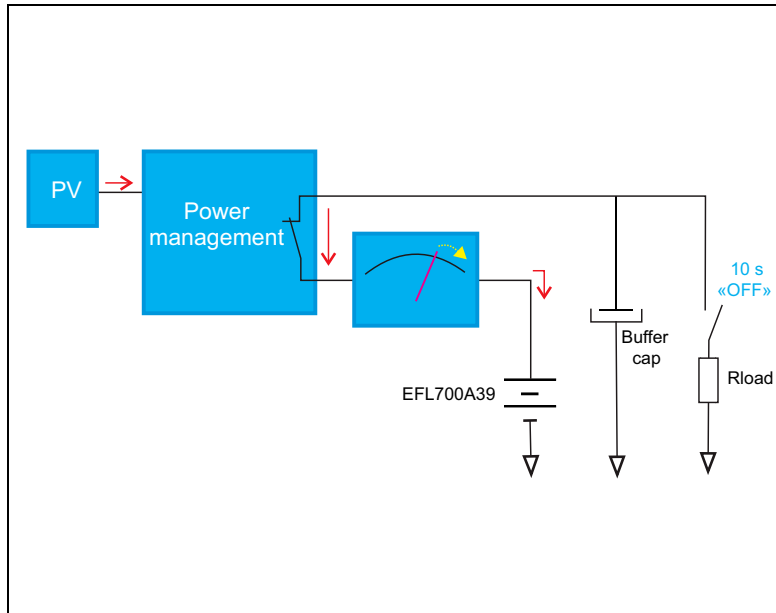 PV
Power
management
10 s
«OFF»
Buffer
cap
Rload
EFL700A39